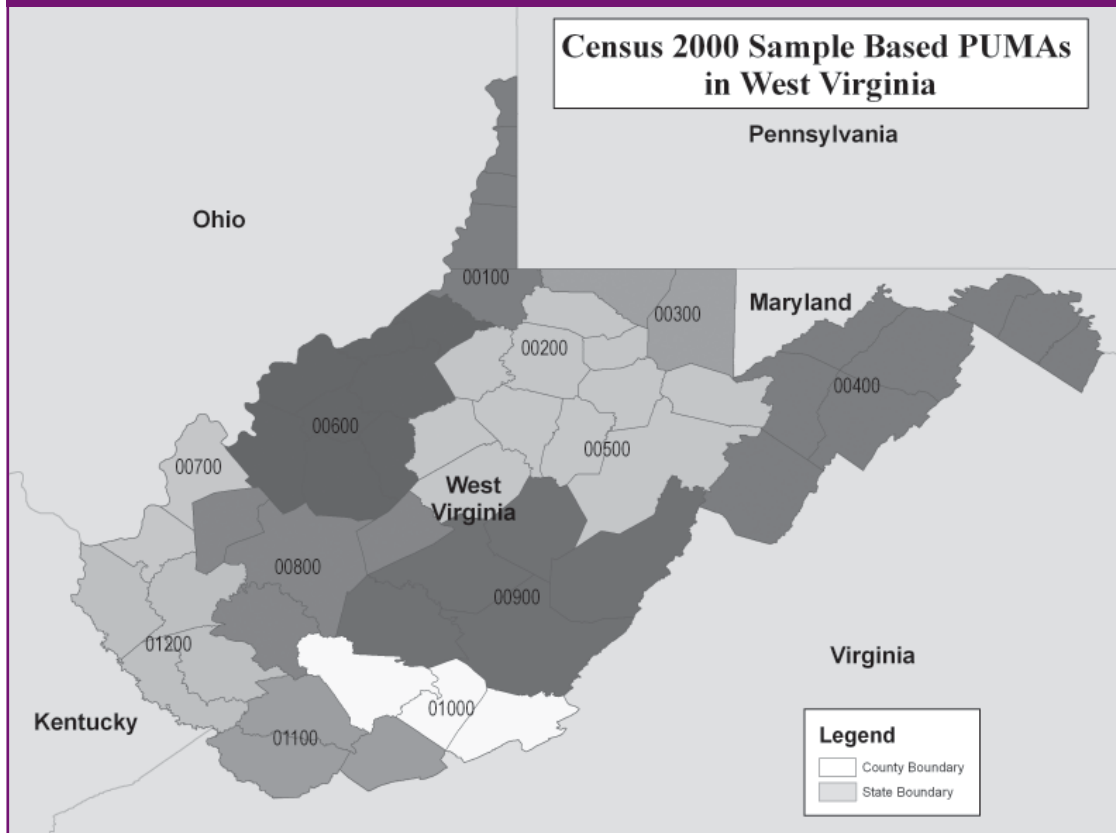 Census 2000 Sample Based PUMAs
in West Virginia
Pennsylvania
Ohio
00100
Maryland
00300
00200
00400
00600
00500
00700
West
Virginia
00800
00900
01200
Virginia
Kentucky
01000
01100
Legend
County Boundary
State Boundary